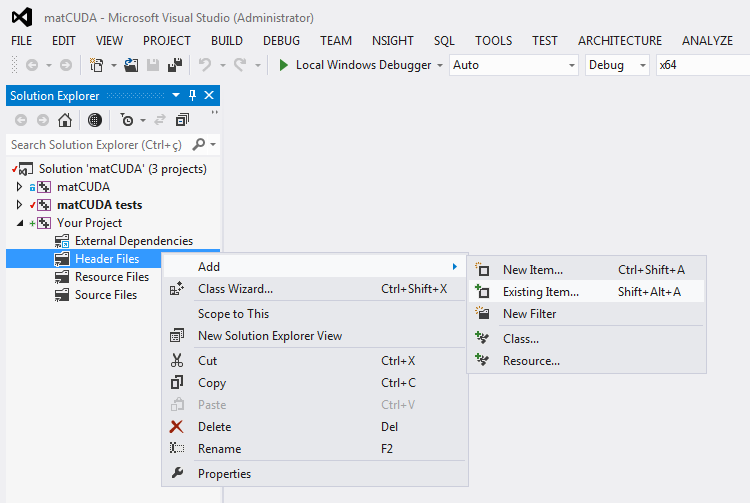 matCUDA - Microsoft Visual Studio (Administrator)
FILE EDIT VIEW PROJECT BUILD DEBUG TEAM NSIGHT SQL TOOLS TEST ARCHITECTURE ANALYZE
Local Windows Debugger Auto Debug x64
Solution Explorer
Search Solution Explorer (Ctrl+ç)
Solution 'matCUDA' (3 projects)
matCUDA
matCUDA tests
Your Project
External Dependencies
Header Files
Resource Files
Source Files
Add
Class Wizard... Ctrl+Shift+X
Scope to This
New Solution Explorer View
Cut Ctrl+X
Copy Ctrl+C
Paste Ctrl+V
Delete Del
Rename F2
Properties
New Item... Ctrl+Shift+A
Existing Item... Shift+Alt+A
New Filter
Class...
Resource...